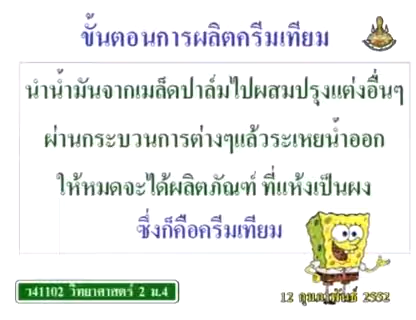 ขั้นตอนการผลิตครีมเทียม
นำน้ำมันจากเมล็ดปาล์มไปผสมปรุงแต่งอื่นๆ
ผ่านกระบวนการต่างๆแล้วระเหยน้ำออก
ให้หมดจะได้ผลิตภัณฑ์ ที่แห้งเป็นผง
ซึ่งก็คือครีมเทียม
ว41102 วิทยาศาสตร์ 2 ม.4
12 กุมภาพันธ์ 2552